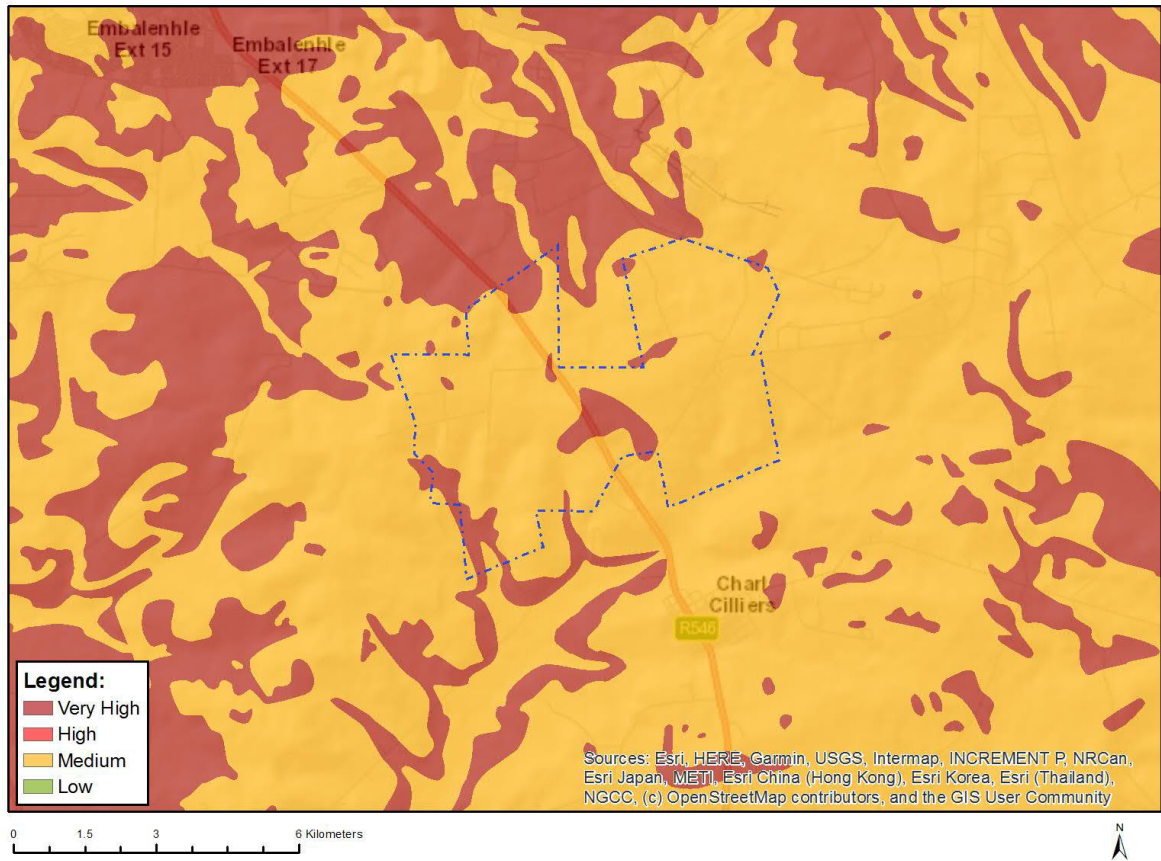 Embalenhle
Ext 15
Embalenhle
Ext 17
Charl
Cilliers
R546
Legend:
Very High
High
Medium
Low
Sources: Esri, HERE, Garmin, USGS, Intermap, INCREMENT P, NRCan,
Esri Japan, METI, Esri China (Hong Kong), Esri Korea, Esri (Thailand),
NGCC, (c) OpenStreetMap contributors, and the GIS User Community
0 1.5 3 6 Kilometers
N